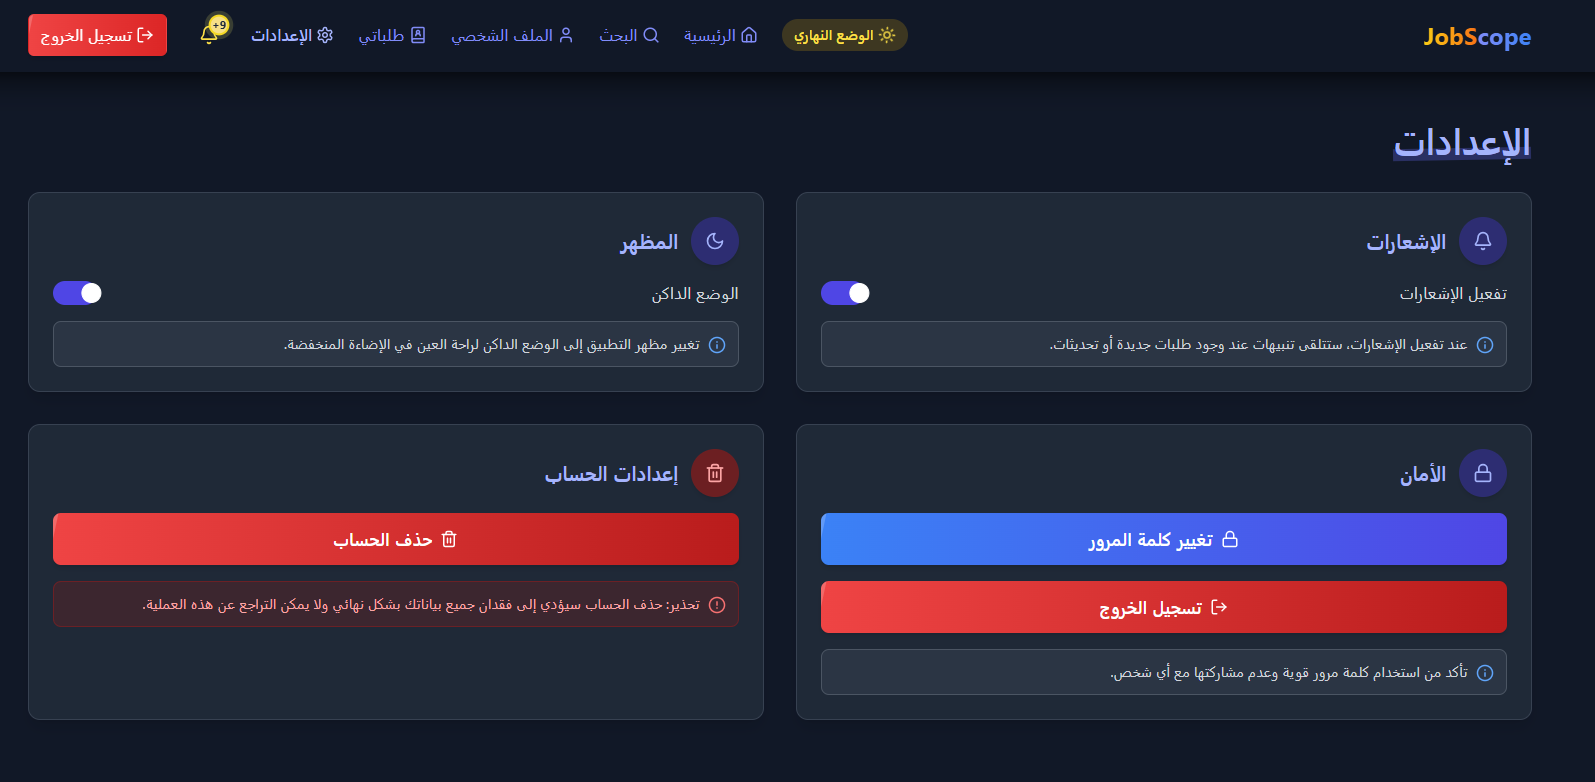 JobScope
الوضع النهاري
الرئيسية
البحث
الملف الشخصي
طلباتي
الإعدادات
+9
تسجيل الخروج
الإعدادات
الإشعارات
تفعيل الإشعارات
عند تفعيل الإشعارات، ستتلقى تنبيهات عند وجود طلبات جديدة أو تحديثات.
المظهر
الوضع الداكن
تغيير مظهر التطبيق إلى الوضع الداكن لراحة العين في الإضاءة المنخفضة.
الأمان
تغيير كلمة المرور
تسجيل الخروج
تأكد من استخدام كلمة مرور قوية وعدم مشاركتها مع أي شخص.
إعدادات الحساب
حذف الحساب
تحذير: حذف الحساب سيؤدي إلى فقدان جميع بياناتك بشكل نهائي ولا يمكن التراجع عن هذه العملية.